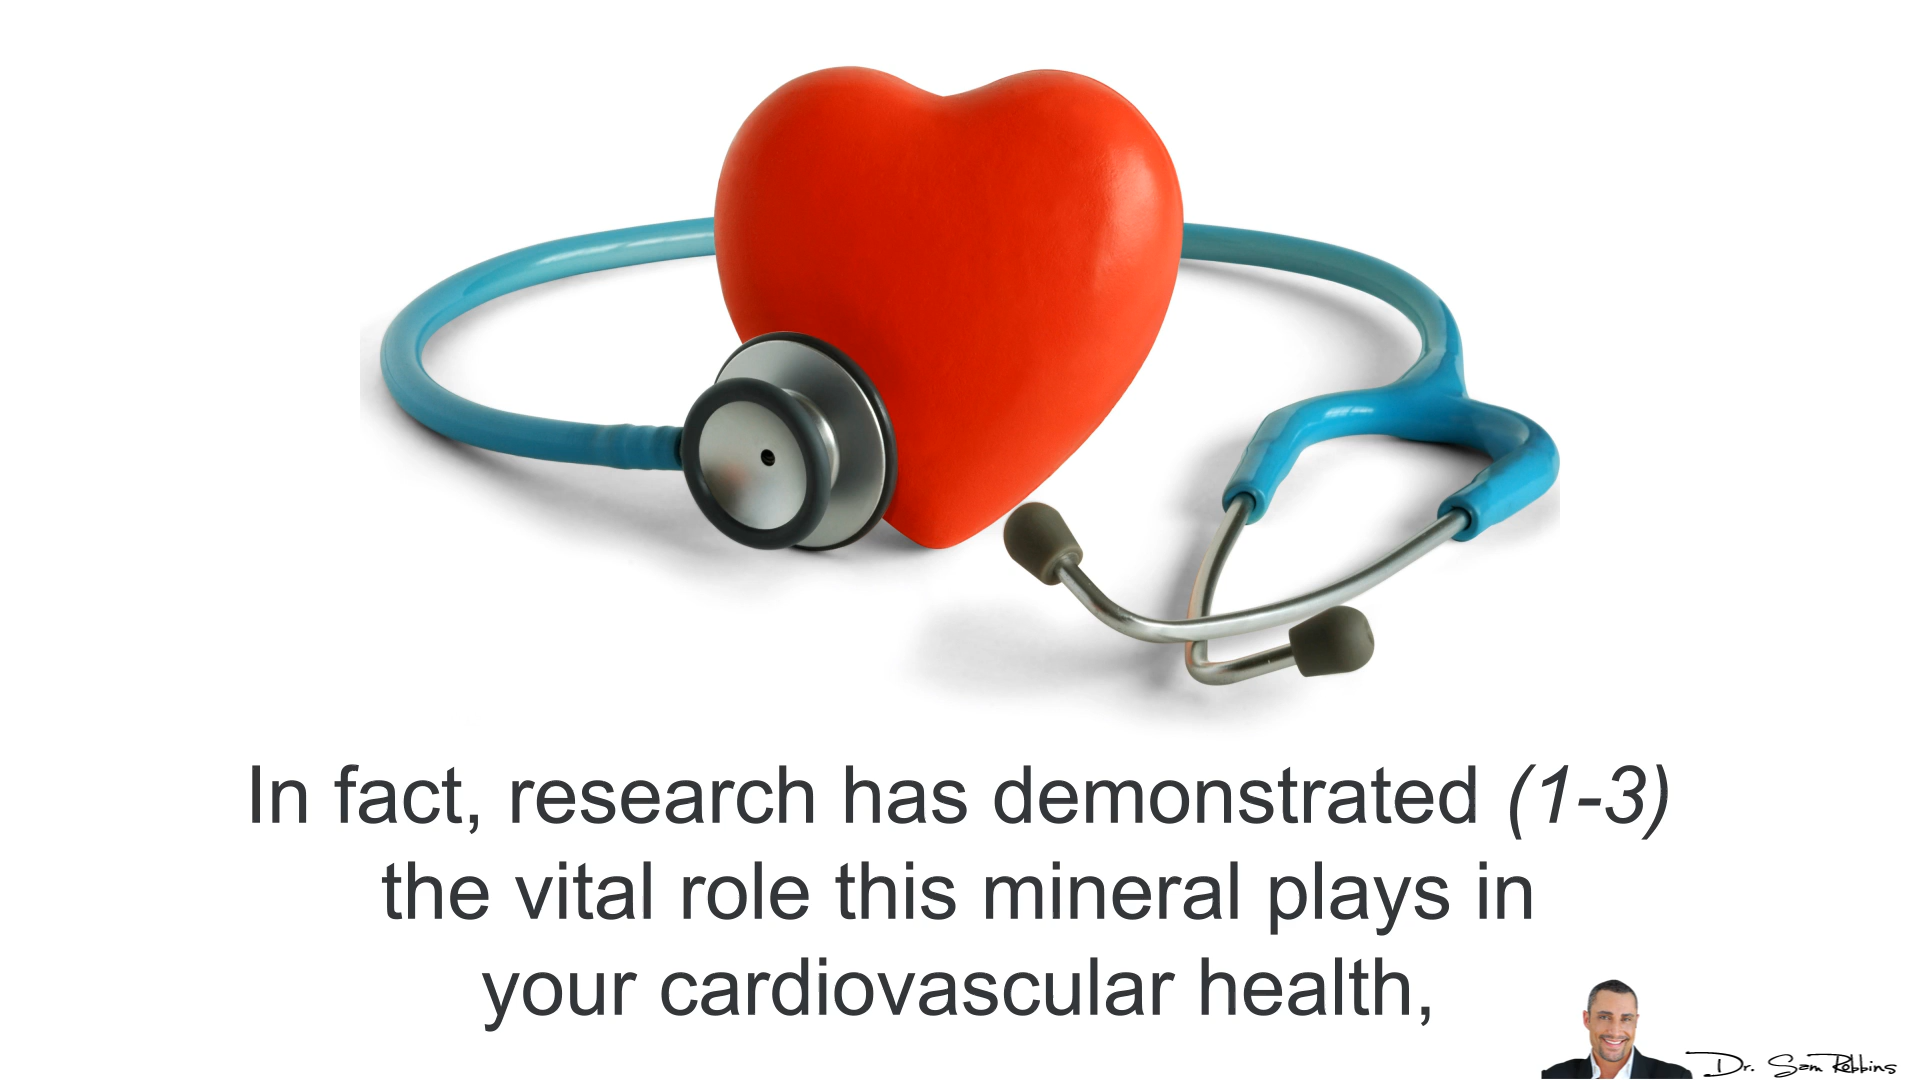 In fact, research has demonstrated (1-3)
the vital role this mineral plays in
your cardiovascular health,
Dr. Sam Robbins